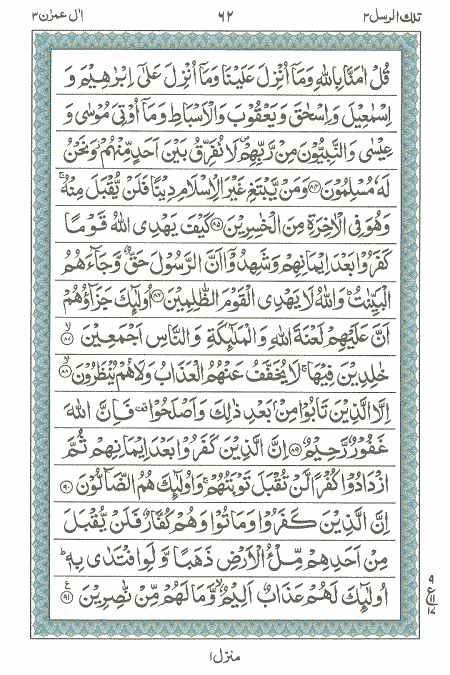 تلك الرسل ٣ ٦٢ اٰل عمرٰن ٣
قُلْ اٰمَنَّا بِاللّٰهِ وَمَآ اُنْزِلَ عَلَيْنَا وَمَآ اُنْزِلَ عَلٰٓى اِبْرٰهِيْمَ وَ
اِسْمٰعِيْلَ وَاِسْحٰقَ وَيَعْقُوْبَ وَالْاَسْبَاطِ وَمَآ اُوْتِيَ مُوْسٰى وَ
عِيْسٰى وَالنَّبِيُّوْنَ مِنْ رَّبِّهِمْ لَا نُفَرِّقُ بَيْنَ اَحَدٍ مِّنْهُمْ وَنَحْنُ
لَهٗ مُسْلِمُوْنَ ﴿٨٤﴾ وَمَنْ يَّبْتَغِ غَيْرَ الْاِسْلَامِ دِيْنًا فَلَنْ يُّقْبَلَ مِنْهُ ۚ
وَهُوَ فِى الْاٰخِرَةِ مِنَ الْخٰسِرِيْنَ ﴿٨٥﴾ كَيْفَ يَهْدِى اللّٰهُ قَوْمًا
كَفَرُوْا بَعْدَ اِيْمَانِهِمْ وَشَهِدُوْٓا اَنَّ الرَّسُوْلَ حَقٌّ وَّجَآءَهُمُ
الْبَيِّنٰتُ ؕ وَاللّٰهُ لَا يَهْدِى الْقَوْمَ الظّٰلِمِيْنَ ﴿٨٦﴾ اُولٰٓئِكَ جَزَآؤُهُمْ
اَنَّ عَلَيْهِمْ لَعْنَةَ اللّٰهِ وَالْمَلٰٓئِكَةِ وَالنَّاسِ اَجْمَعِيْنَ ﴿٨٧﴾ ۙ
خٰلِدِيْنَ فِيْهَا ۚ لَا يُخَفَّفُ عَنْهُمُ الْعَذَابُ وَلَا هُمْ يُنْظَرُوْنَ ﴿٨٨﴾ ۙ
اِلَّا الَّذِيْنَ تَابُوْا مِنْۢ بَعْدِ ذٰلِكَ وَاَصْلَحُوْا ۫ فَاِنَّ اللّٰهَ
غَفُوْرٌ رَّحِيْمٌ ﴿٨٩﴾ اِنَّ الَّذِيْنَ كَفَرُوْا بَعْدَ اِيْمَانِهِمْ ثُمَّ
ازْدَادُوْا كُفْرًا لَّنْ تُقْبَلَ تَوْبَتُهُمْ ۚ وَاُولٰٓئِكَ هُمُ الضَّآلُّوْنَ ﴿٩٠﴾
اِنَّ الَّذِيْنَ كَفَرُوْا وَمَاتُوْا وَهُمْ كُفَّارٌ فَلَنْ يُّقْبَلَ
مِنْ اَحَدِهِمْ مِّلْءُ الْاَرْضِ ذَهَبًا وَّلَوِ افْتَدٰى بِهٖ ؕ
اُولٰٓئِكَ لَهُمْ عَذَابٌ اَلِيْمٌ وَّمَا لَهُمْ مِّنْ نّٰصِرِيْنَ ﴿٩١﴾ ع
٩
ع ١١
١٧
منزل ١